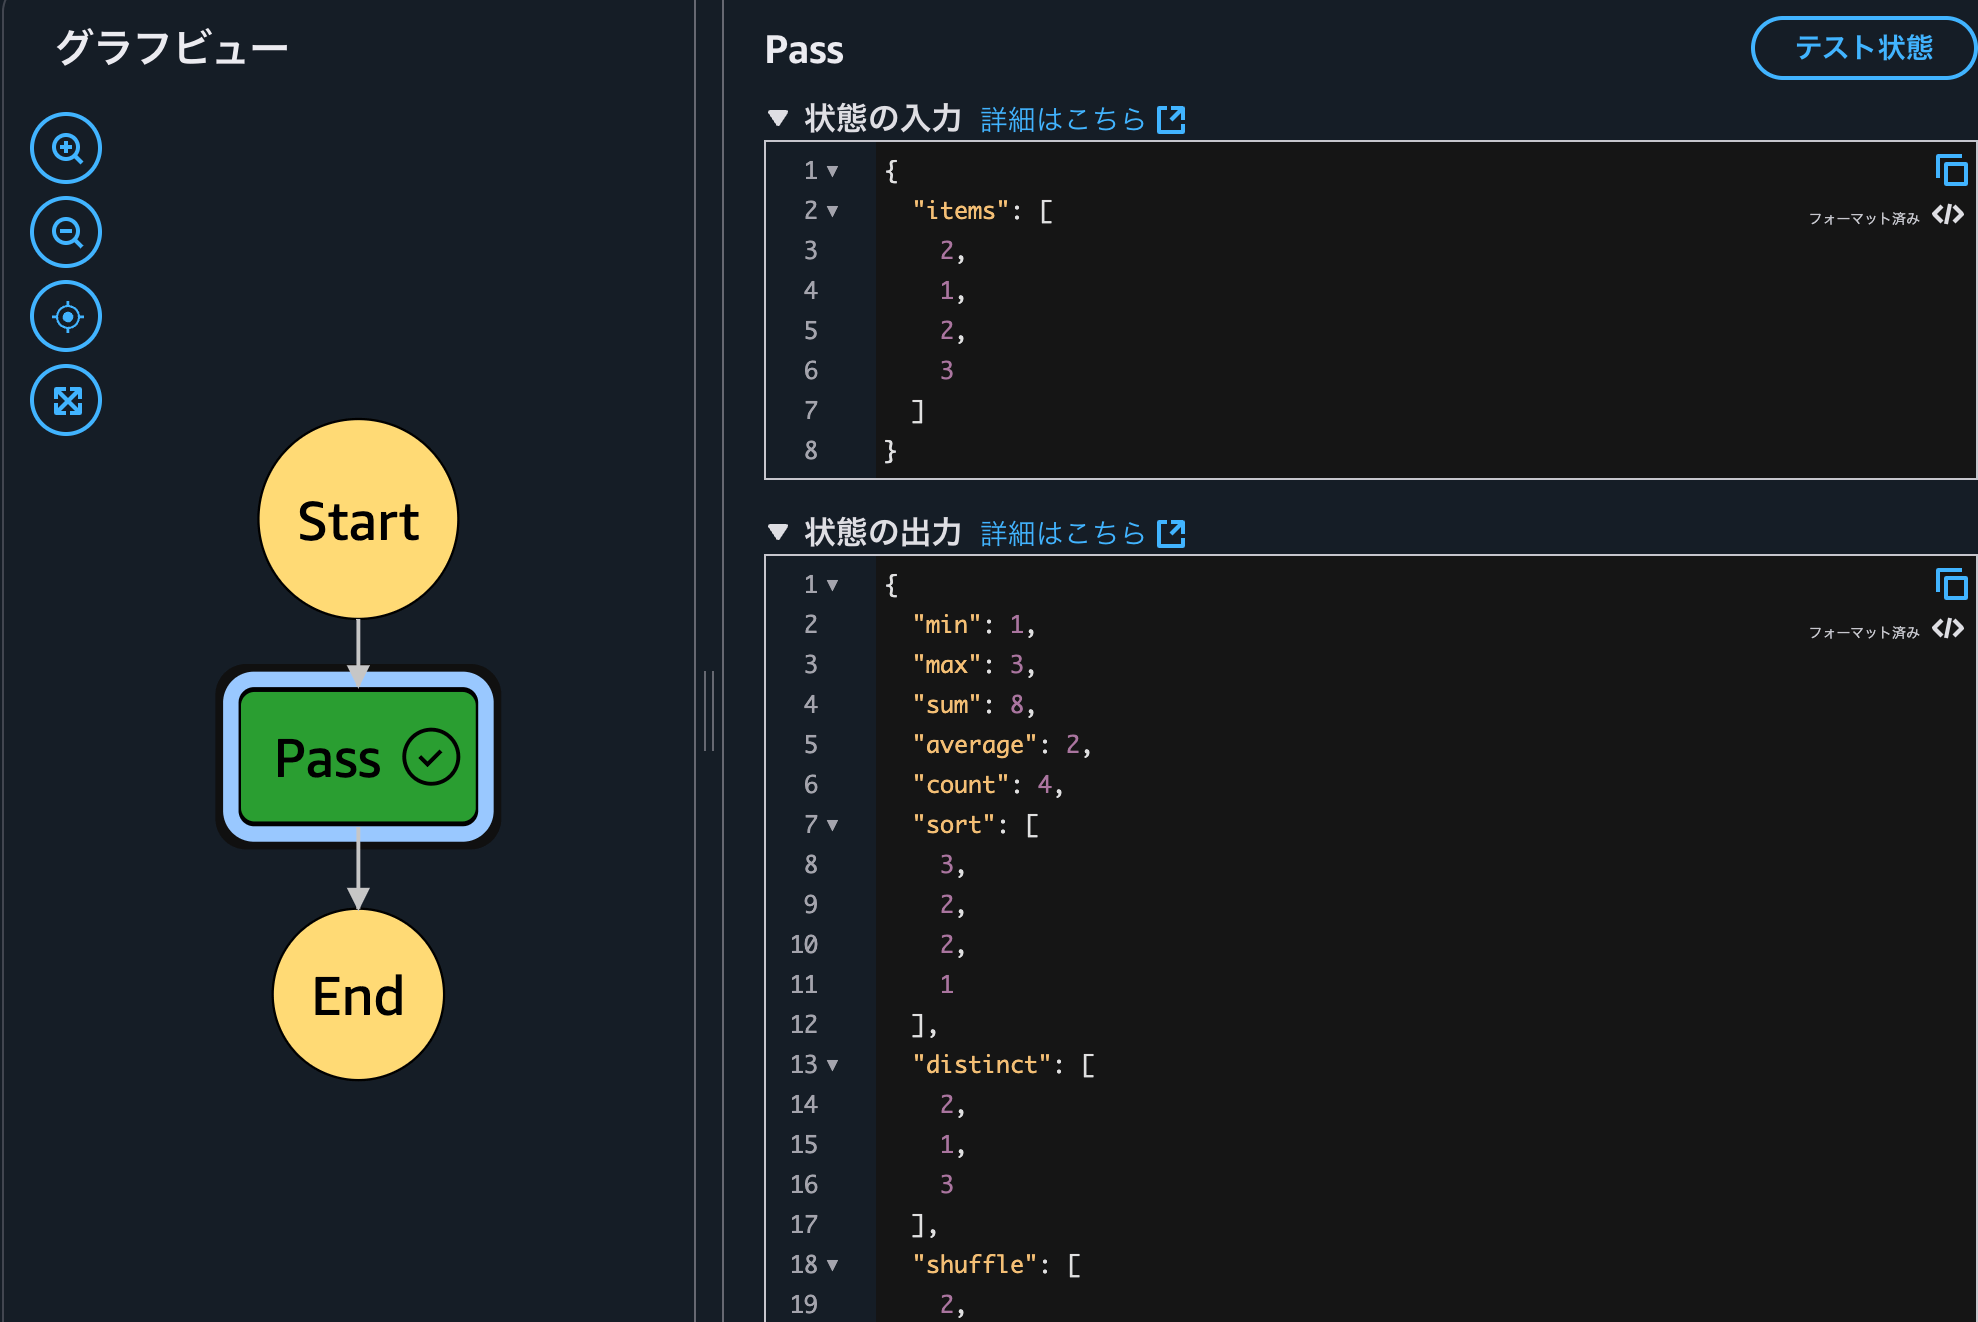 グラフビュー
Start
Pass
End
Pass
テスト状態
状態の入力 詳細はこちら
1 {
2 "items": [
3 2,
4 1,
5 2,
6 3
7 ]
8 }
フォーマット済み
状態の出力 詳細はこちら
1 {
2 "min": 1,
3 "max": 3,
4 "sum": 8,
5 "average": 2,
6 "count": 4,
7 "sort": [
8 3,
9 2,
10 2,
11 1
12 ],
13 "distinct": [
14 2,
15 1,
16 3
17 ],
18 "shuffle": [
19 2,
フォーマット済み